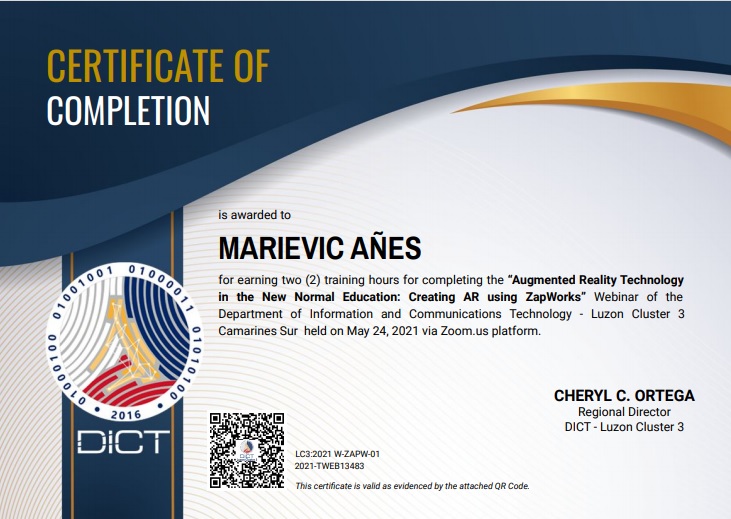 CERTIFICATE OF
COMPLETION
is awarded to
MARIEVIC AÑES
for earning two (2) training hours for completing the “Augmented Reality Technology
in the New Normal Education: Creating AR using ZapWorks” Webinar of the
Department of Information and Communications Technology - Luzon Cluster 3
Camarines Sur held on May 24, 2021 via Zoom.us platform.
01000100 01001001 01000011 01010100
2016
DICT
CHERYL C. ORTEGA
Regional Director
DICT - Luzon Cluster 3
DICT
LC3:2021 W-ZAPW-01
2021-TWEB13483
This certificate is valid as evidenced by the attached QR Code.